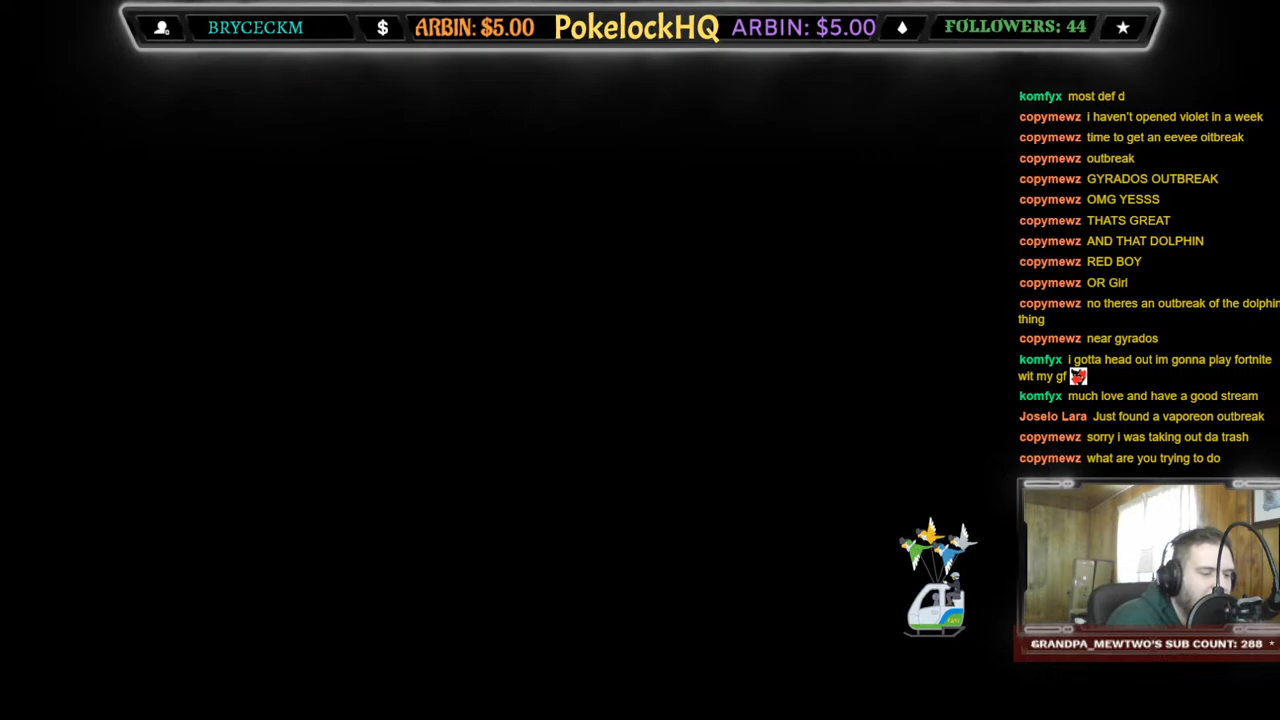 BRYCECKM $ ARBIN: $5.00 PokelockHQ ARBIN: $5.00 FOLLOWERS: 44
komfyx most def d
copymewz i haven't opened violet in a week
copymewz time to get an eevee oitbreak
copymewz outbreak
copymewz GYRADOS OUTBREAK
copymewz OMG YESSS
copymewz THATS GREAT
copymewz AND THAT DOLPHIN
copymewz RED BOY
copymewz OR Girl
copymewz no theres an outbreak of the dolphin
thing
copymewz near gyrados
komfyx i gotta head out im gonna play fortnite
wit my gf
komfyx much love and have a good stream
Joselo Lara Just found a vaporeon outbreak
copymewz sorry i was taking out da trash
copymewz what are you trying to do
GRANDPA_MEWTWO'S SUB COUNT: 288 *